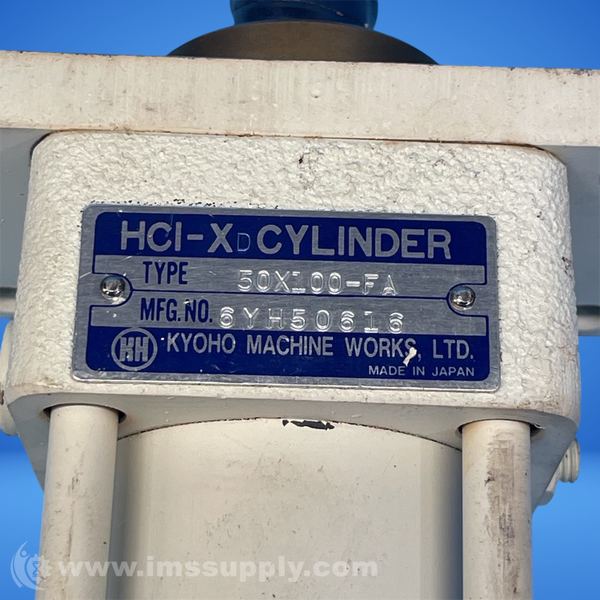 HCI-XD CYLINDER
TYPE 50X100-FA
MFG.NO. 6YH50616
KH KYOHO MACHINE WORKS, LTD.
MADE IN JAPAN
www.imssupply.com